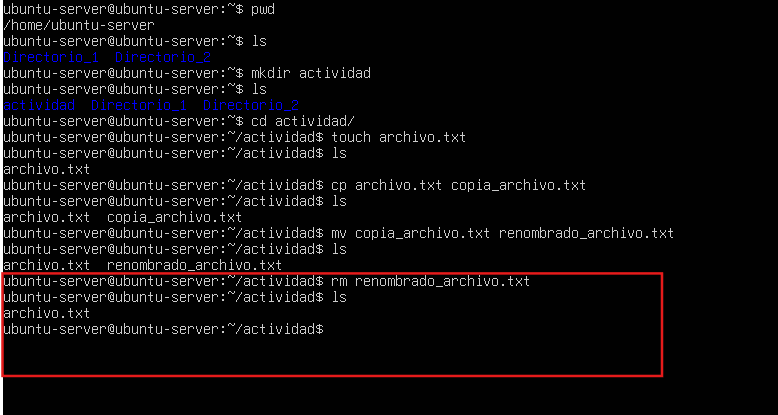 ubuntu-server@ubuntu-server:~$ pwd
/home/ubuntu-server
ubuntu-server@ubuntu-server:~$ ls
Directorio_1  Directorio_3
ubuntu-server@ubuntu-server:~$ mkdir actividad
ubuntu-server@ubuntu-server:~$ ls
actividad  Directorio_1  Directorio_3
ubuntu-server@ubuntu-server:~$ cd actividad/
ubuntu-server@ubuntu-server:~/actividad$ touch archivo.txt
ubuntu-server@ubuntu-server:~/actividad$ ls
archivo.txt
ubuntu-server@ubuntu-server:~/actividad$ cp archivo.txt copia_archivo.txt
ubuntu-server@ubuntu-server:~/actividad$ ls
archivo.txt  copia_archivo.txt
ubuntu-server@ubuntu-server:~/actividad$ mv copia_archivo.txt renombrado_archivo.txt
ubuntu-server@ubuntu-server:~/actividad$ ls
archivo.txt  renombrado_archivo.txt
ubuntu-server@ubuntu-server:~/actividad$ rm renombrado_archivo.txt
ubuntu-server@ubuntu-server:~/actividad$ ls
archivo.txt
ubuntu-server@ubuntu-server:~/actividad$